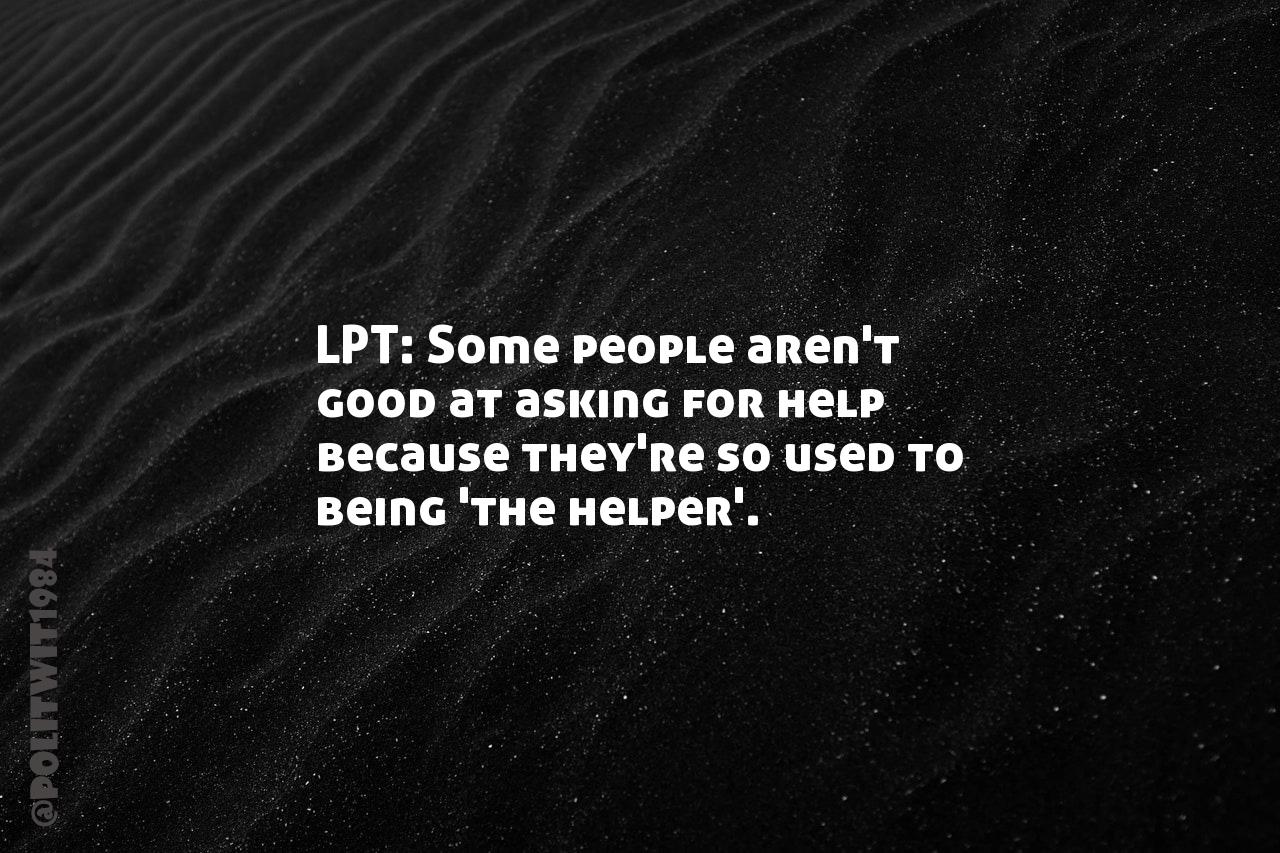 LPT: Some people aren't
good at asking for help
because they're so used to
being 'the helper'.
@POLITWIT1984